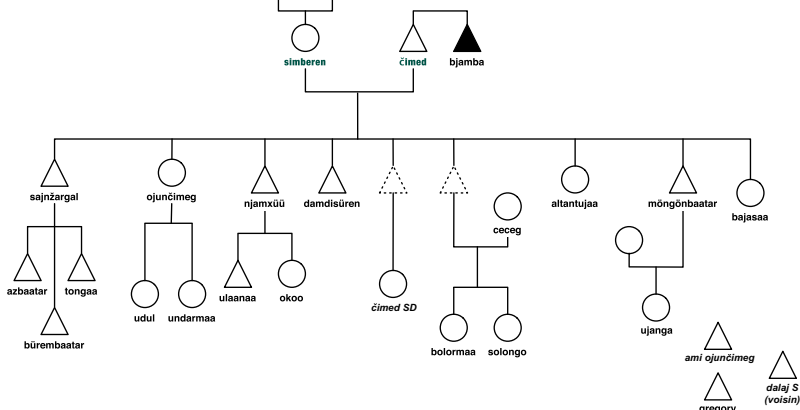 simberen
čimed
bjamba
sajnžargal
ojunčimeg
njamxüü
damdisüren
altantujaa
möngönbaatar
bajasaa
ceceg
azbaatar
tongaa
ulaanaa
okoo
čimed SD
udul
undarmaa
bürembaatar
bolormaa
solongo
ujanga
ami ojunčimeg
dalaj S
(voisin)
gregory